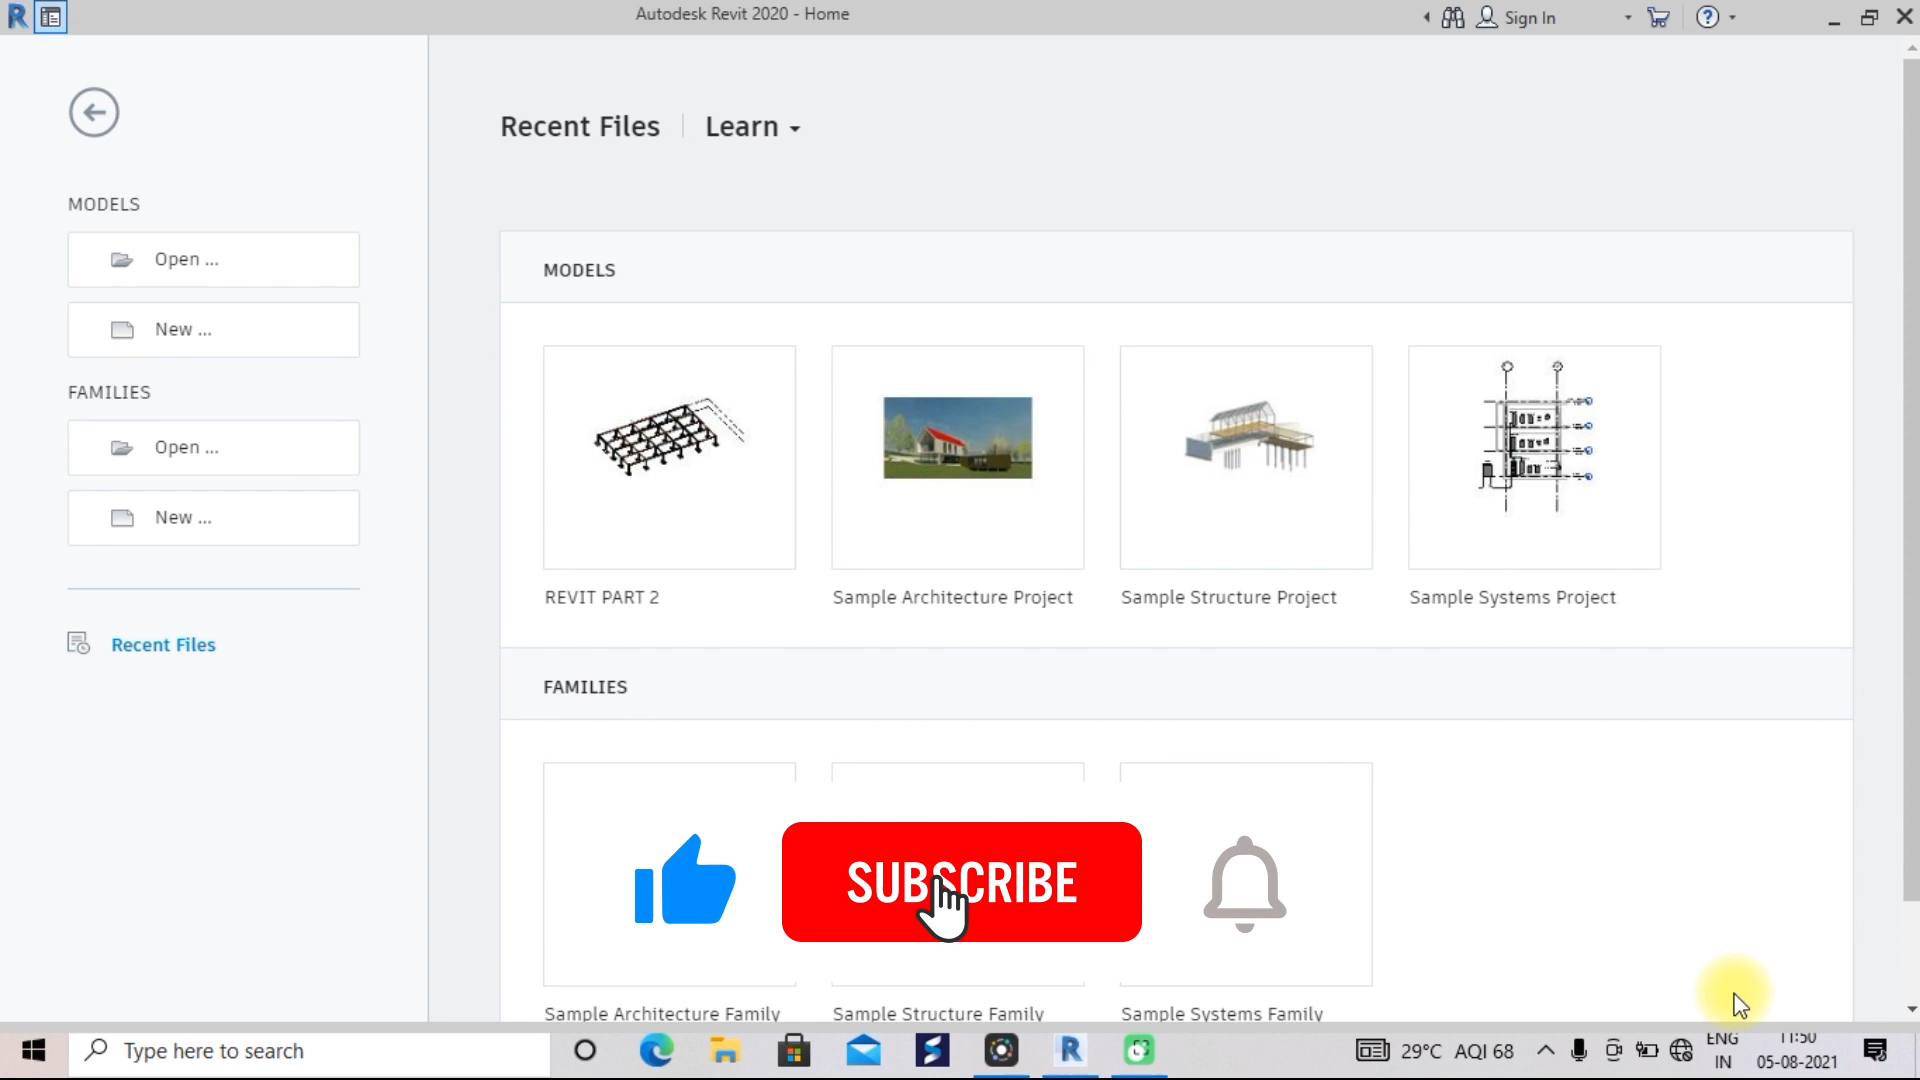 Autodesk Revit 2020 - Home
Sign In
Recent Files
Learn
MODELS
Open ...
New ...
FAMILIES
Open ...
New ...
Recent Files
MODELS
REVIT PART 2
Sample Architecture Project
Sample Structure Project
Sample Systems Project
FAMILIES
SUBSCRIBE
Sample Architecture Family
Sample Structure Family
Sample Systems Family
Type here to search
29°C AQI 68
ENG
IN
11:50
05-08-2021